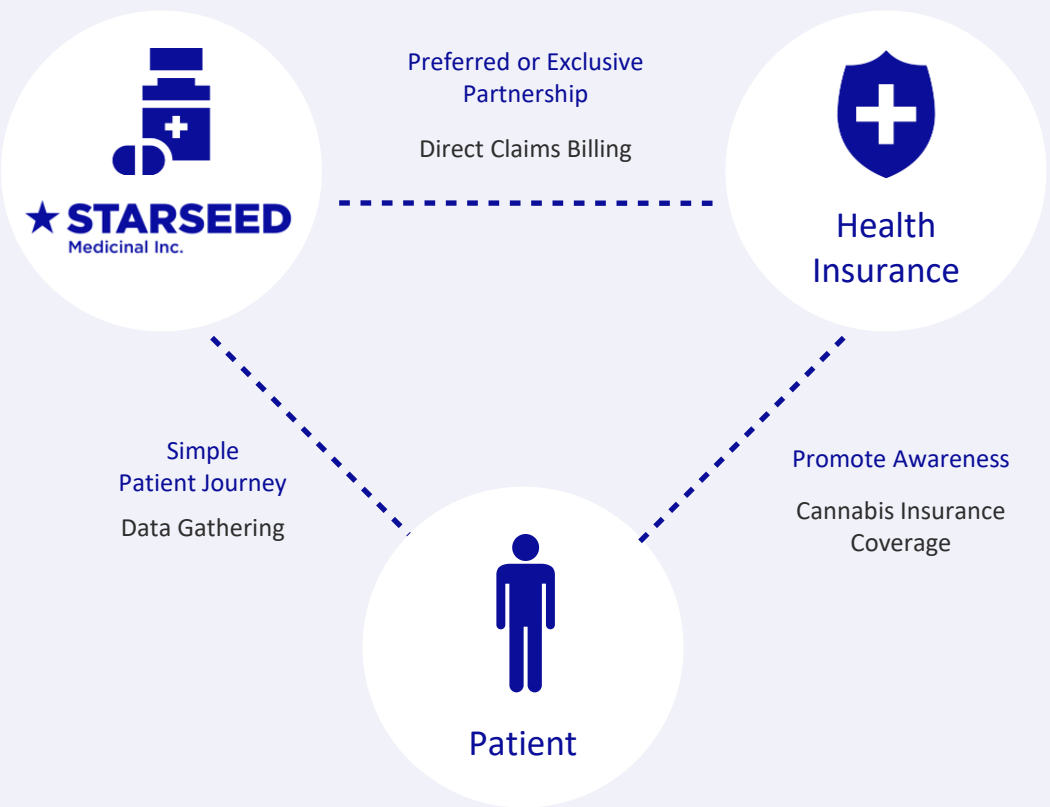 Preferred or Exclusive
Partnership
Direct Claims Billing
★ STARSEED
Medicinal Inc.
Health
Insurance
Simple
Patient Journey
Data Gathering
Promote Awareness
Cannabis Insurance
Coverage
Patient